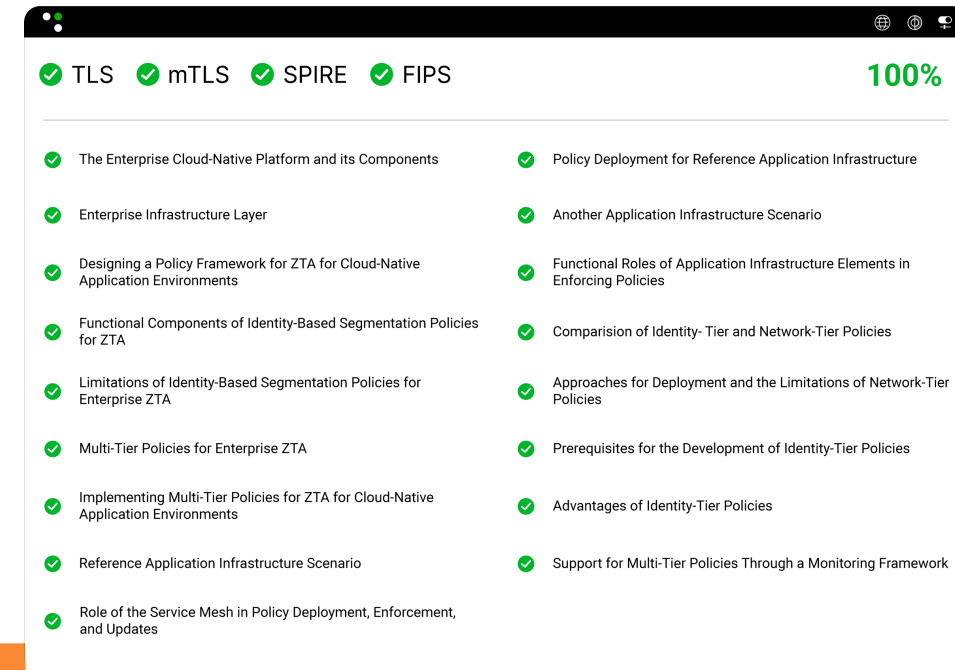 TLS mTLS SPIRE FIPS 100%
The Enterprise Cloud-Native Platform and its Components
Enterprise Infrastructure Layer
Designing a Policy Framework for ZTA for Cloud-Native
Application Environments
Functional Components of Identity-Based Segmentation Policies
for ZTA
Limitations of Identity-Based Segmentation Policies for
Enterprise ZTA
Multi-Tier Policies for Enterprise ZTA
Implementing Multi-Tier Policies for ZTA for Cloud-Native
Application Environments
Reference Application Infrastructure Scenario
Role of the Service Mesh in Policy Deployment, Enforcement,
and Updates
Policy Deployment for Reference Application Infrastructure
Another Application Infrastructure Scenario
Functional Roles of Application Infrastructure Elements in
Enforcing Policies
Comparision of Identity- Tier and Network-Tier Policies
Approaches for Deployment and the Limitations of Network-Tier
Policies
Prerequisites for the Development of Identity-Tier Policies
Advantages of Identity-Tier Policies
Support for Multi-Tier Policies Through a Monitoring Framework